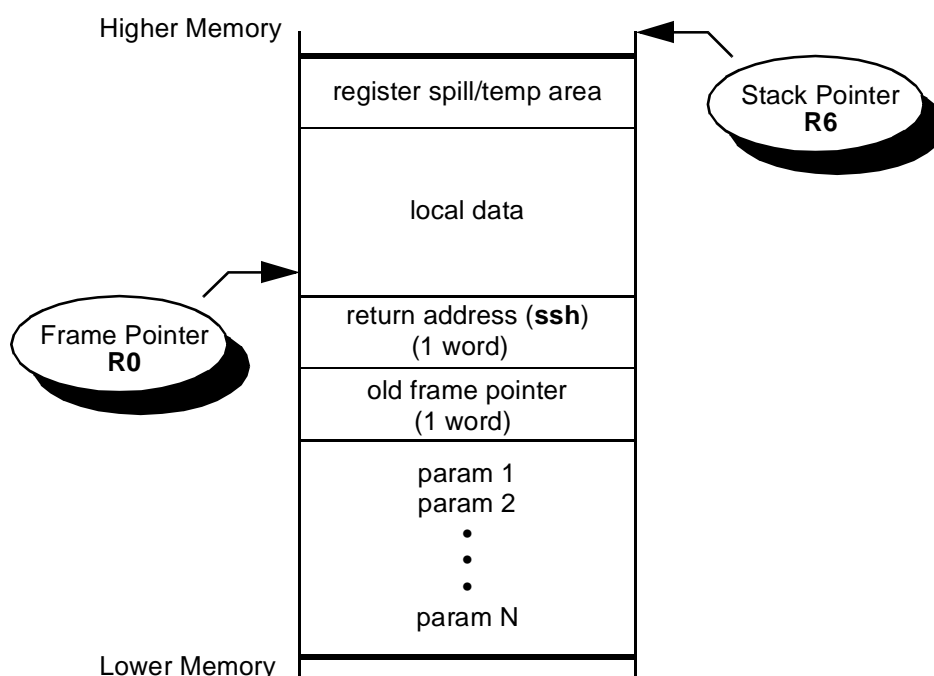 Higher Memory
register spill/temp area
Stack Pointer
R6
local data
Frame Pointer
R0
return address (ssh)
(1 word)
old frame pointer
(1 word)
param 1
param 2
•
•
•
param N
Lower Memory